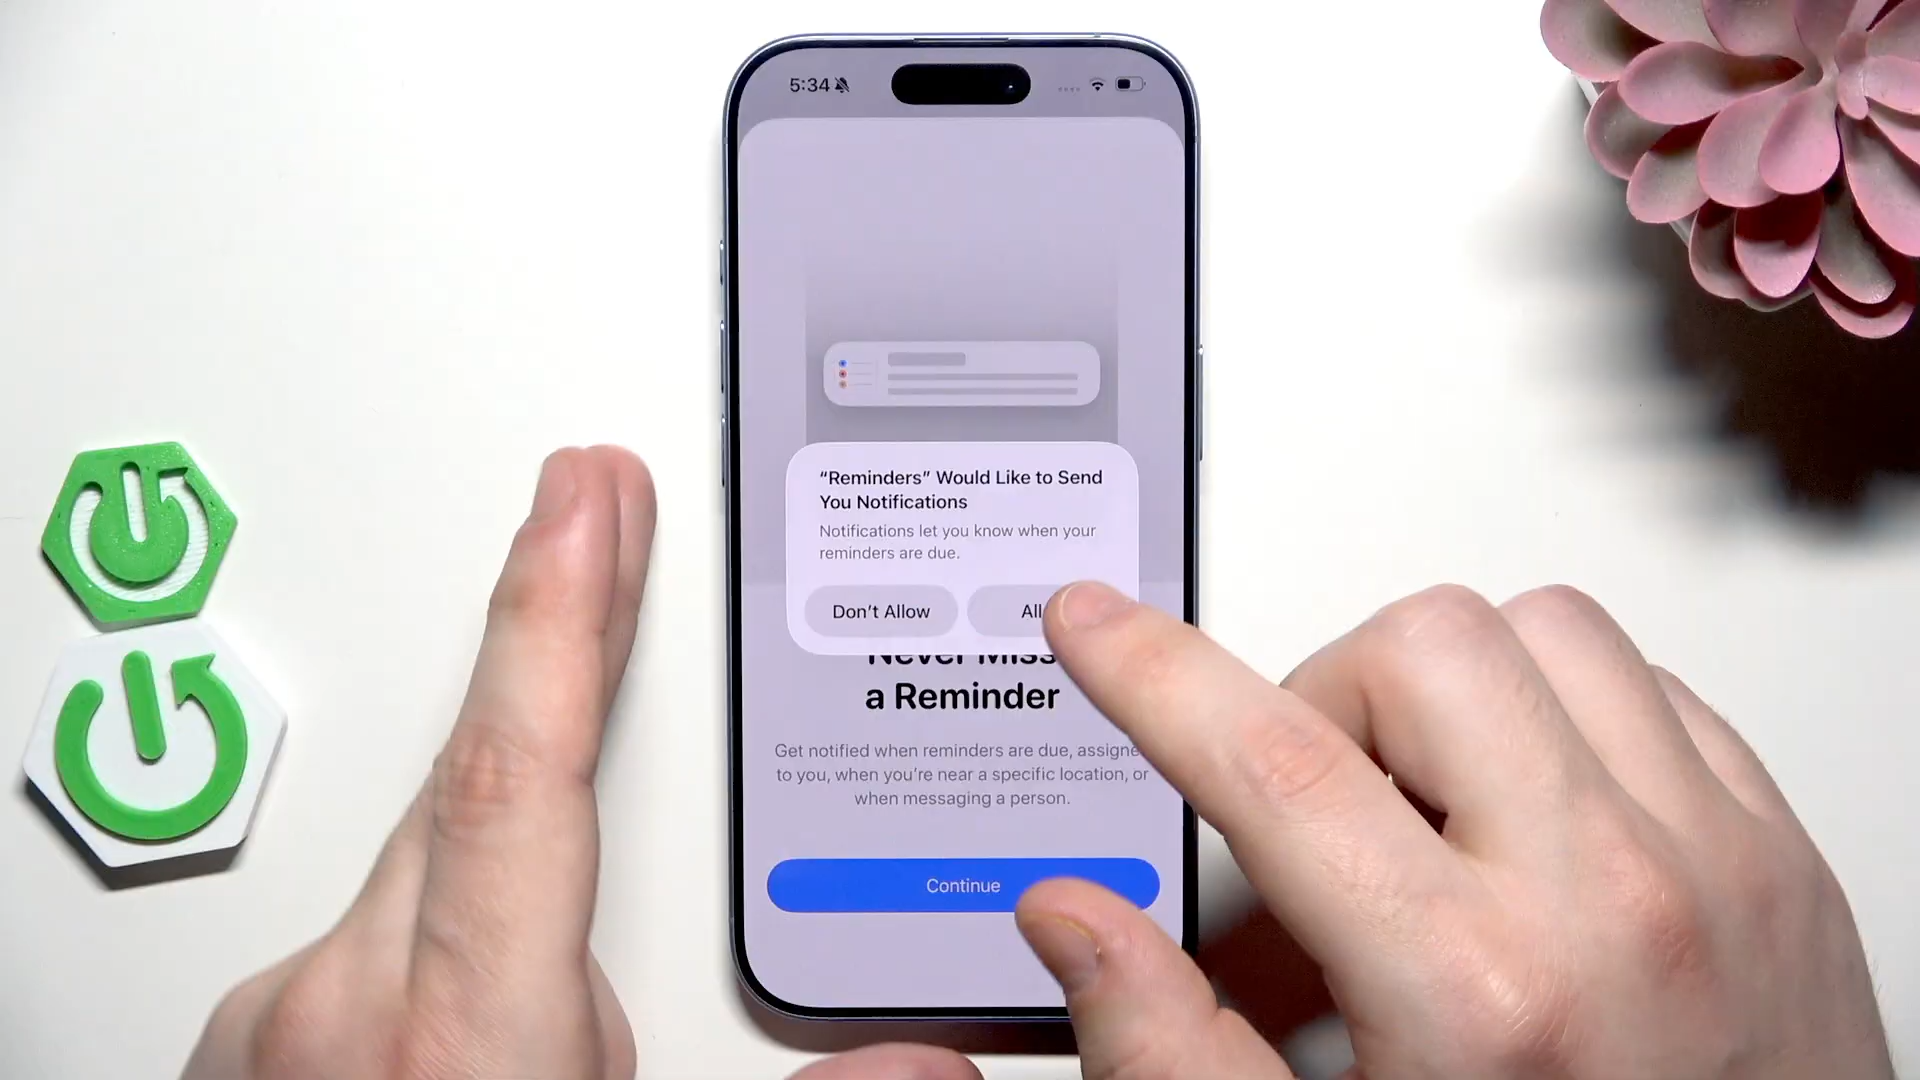 5:34
“Reminders” Would Like to Send
You Notifications
Notifications let you know when your
reminders are due.
Don’t Allow
Never Miss
a Reminder
Get notified when reminders are due,
to you, when you’re near a specific location, or
when messaging a person.
Continue